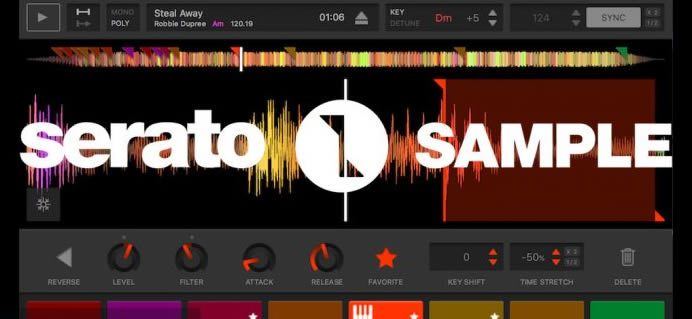 MONO
POLY
Steal Away
Robbie Dupree Am 120.19
01:06
KEY
DETUNE
Dm +5
124
SYNC
X 2
1/2
serato SAMPLE
0
-50%
X 2
1/2
REVERSE
LEVEL
FILTER
ATTACK
RELEASE
FAVORITE
KEY SHIFT
TIME STRETCH
DELETE